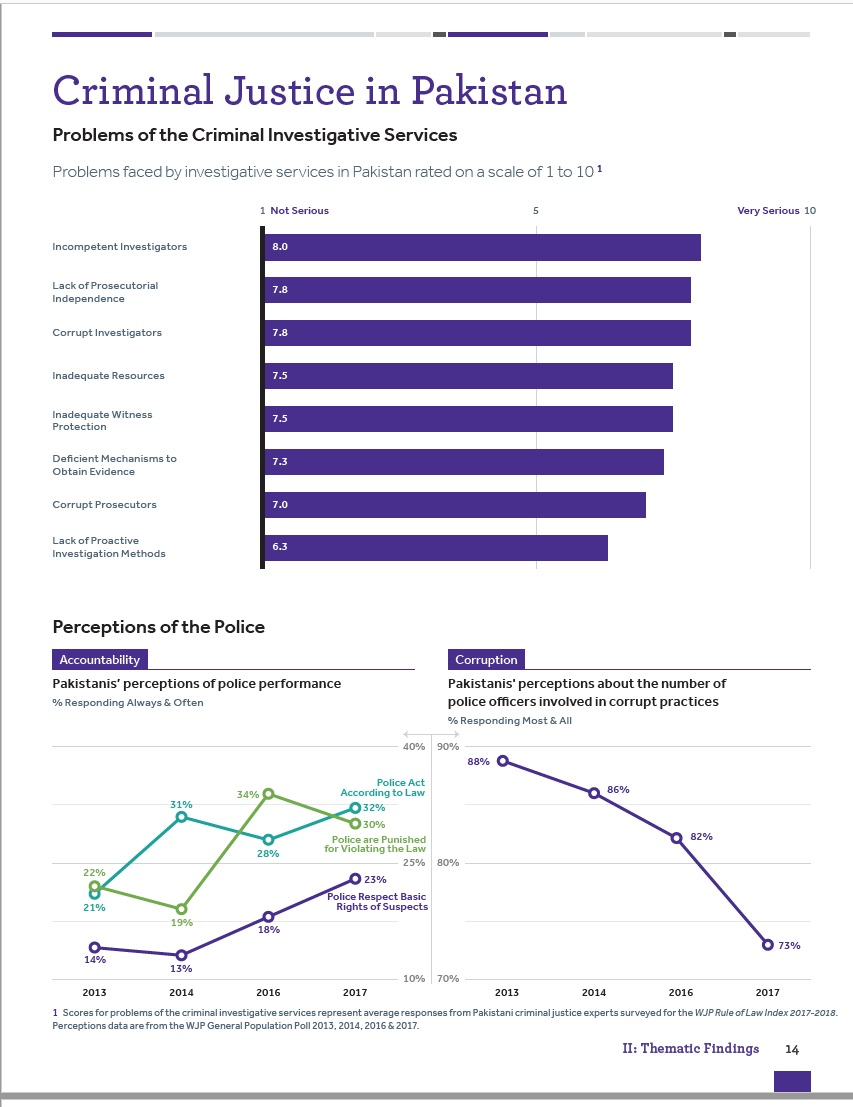 Criminal Justice in Pakistan
Problems of the Criminal Investigative Services
Problems faced by investigative services in Pakistan rated on a scale of 1 to 10 1
1 Not Serious 5 Very Serious 10
Incompetent Investigators 8.0
Lack of Prosecutorial
Independence 7.8
Corrupt Investigators 7.8
Inadequate Resources 7.5
Inadequate Witness
Protection 7.5
Deficient Mechanisms to
Obtain Evidence 7.3
Corrupt Prosecutors 7.0
Lack of Proactive
Investigation Methods 6.3
Perceptions of the Police
Accountability
Pakistanis' perceptions of police performance
% Responding Always & Often
40%
25%
10%
Police Act
According to Law
21%
31%
28%
32%
22%
19%
34%
30%
Police are Punished
for Violating the Law
14%
13%
18%
23%
Police Respect Basic
Rights of Suspects
2013 2014 2016 2017
Corruption
Pakistanis' perceptions about the number of
police officers involved in corrupt practices
% Responding Most & All
90%
80%
70%
88%
86%
82%
73%
2013 2014 2016 2017
1 Scores for problems of the criminal investigative services represent average responses from Pakistani criminal justice experts surveyed for the WJP Rule of Law Index 2017-2018.
Perceptions data are from the WJP General Population Poll 2013, 2014, 2016 & 2017.
II: Thematic Findings 14